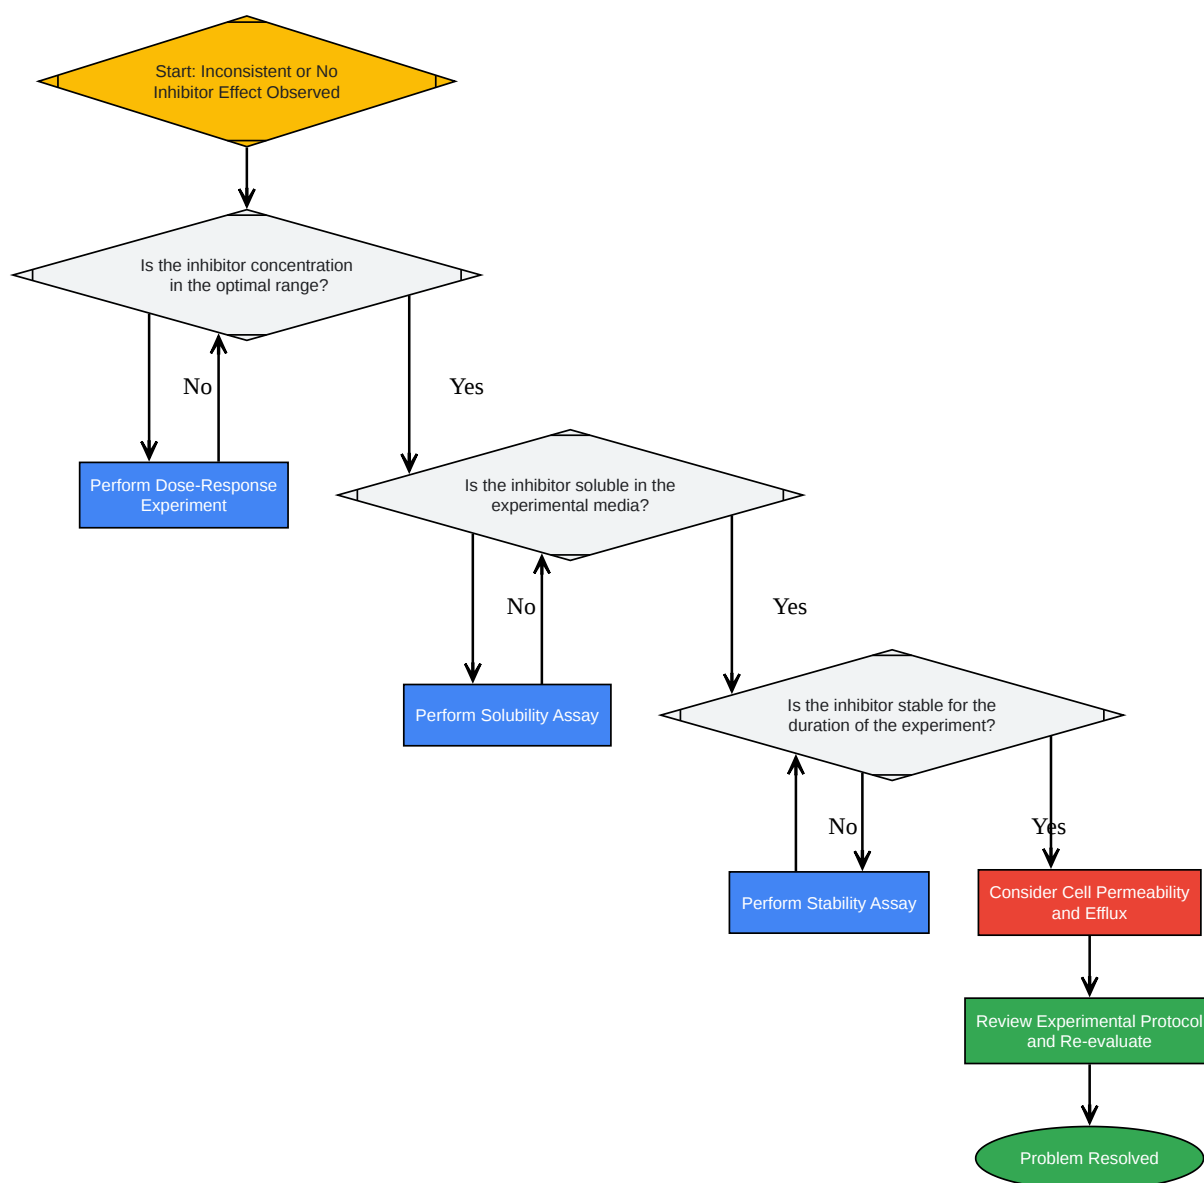 Start: Inconsistent or No
Inhibitor Effect Observed
Is the inhibitor concentration
in the optimal range?
No
Yes
Perform Dose-Response
Experiment
Is the inhibitor soluble in the
experimental media?
No
Yes
Perform Solubility Assay
Is the inhibitor stable for the
duration of the experiment?
No
Yes
Perform Stability Assay
Consider Cell Permeability
and Efflux
Review Experimental Protocol
and Re-evaluate
Problem Resolved